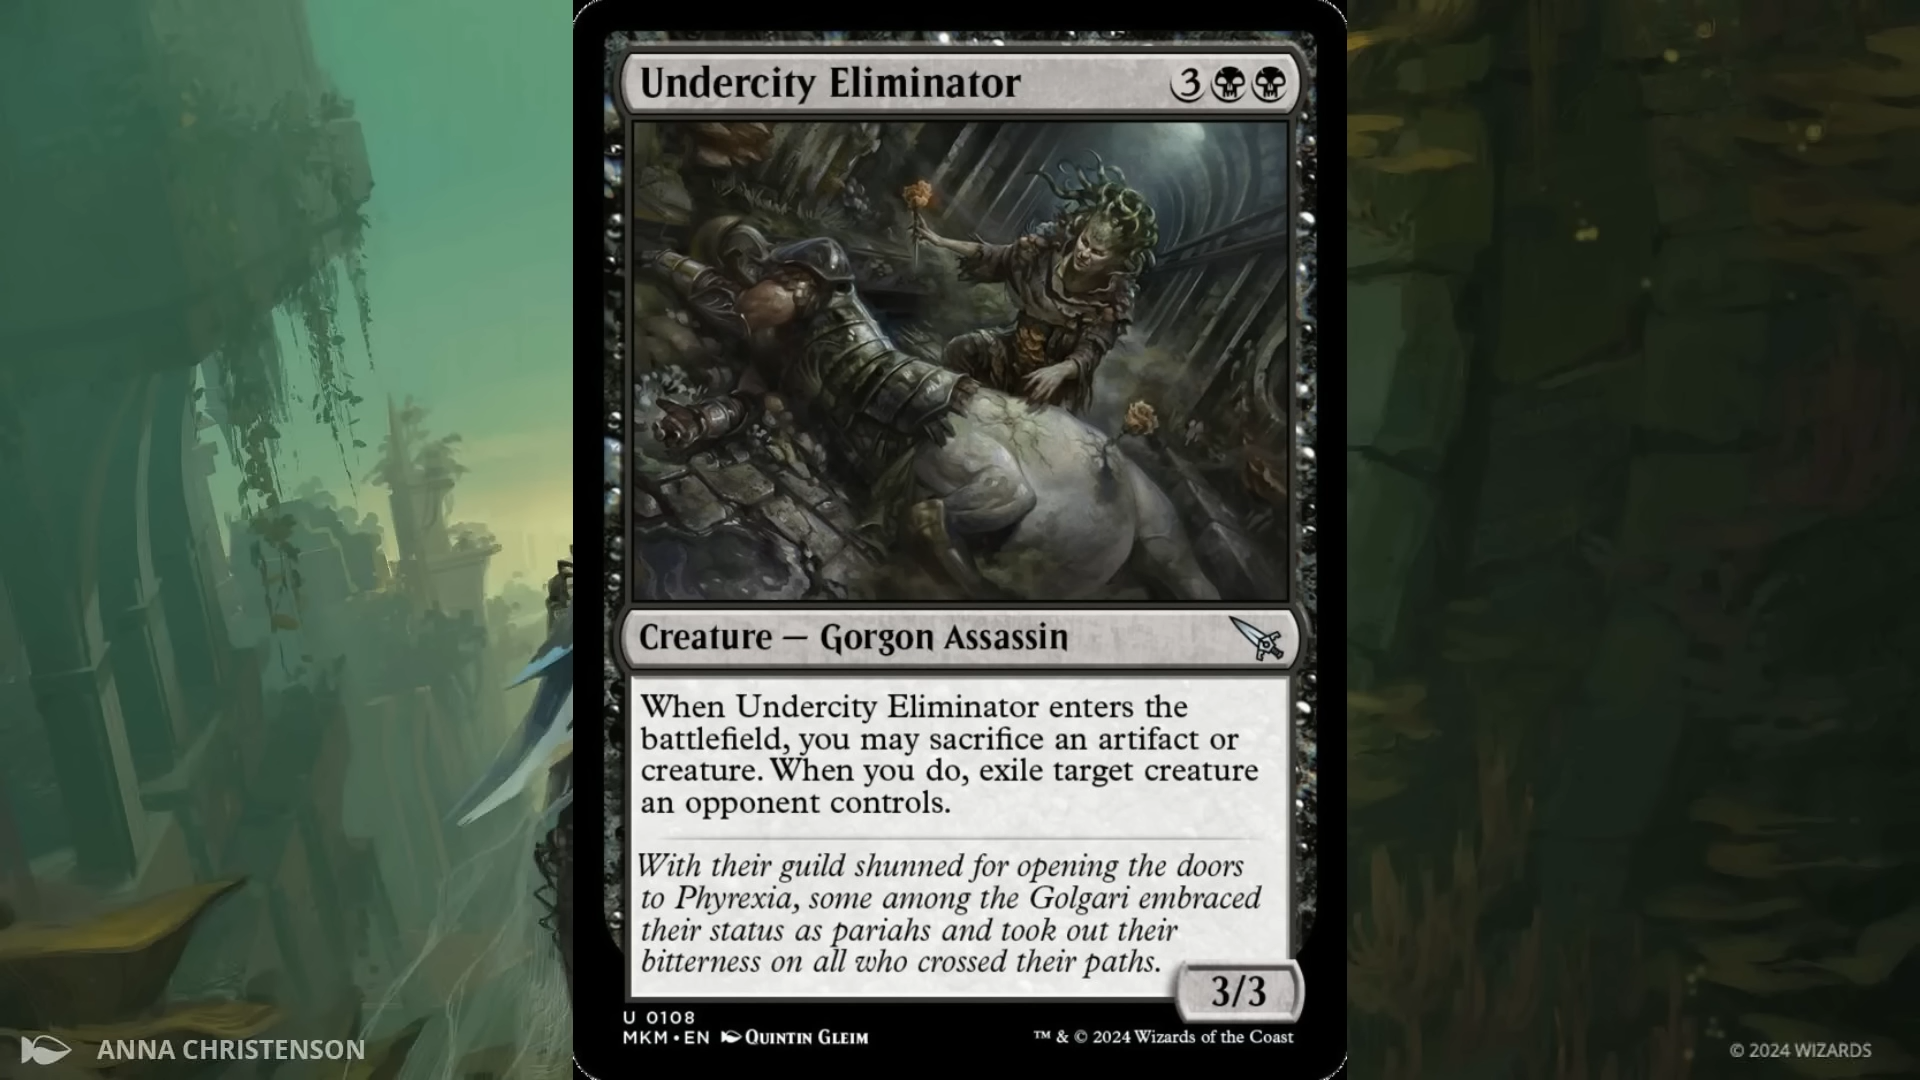 Undercity Eliminator 3
Creature — Gorgon Assassin
When Undercity Eliminator enters the
battlefield, you may sacrifice an artifact or
creature. When you do, exile target creature
an opponent controls.
With their guild shunned for opening the doors
to Phyrexia, some among the Golgari embraced
their status as pariahs and took out their
bitterness on all who crossed their paths.
3/3
U 0108
MKM • EN QUINTIN GLEIM
™ & © 2024 Wizards of the Coast
ANNA CHRISTENSON
© 2024 WIZARDS